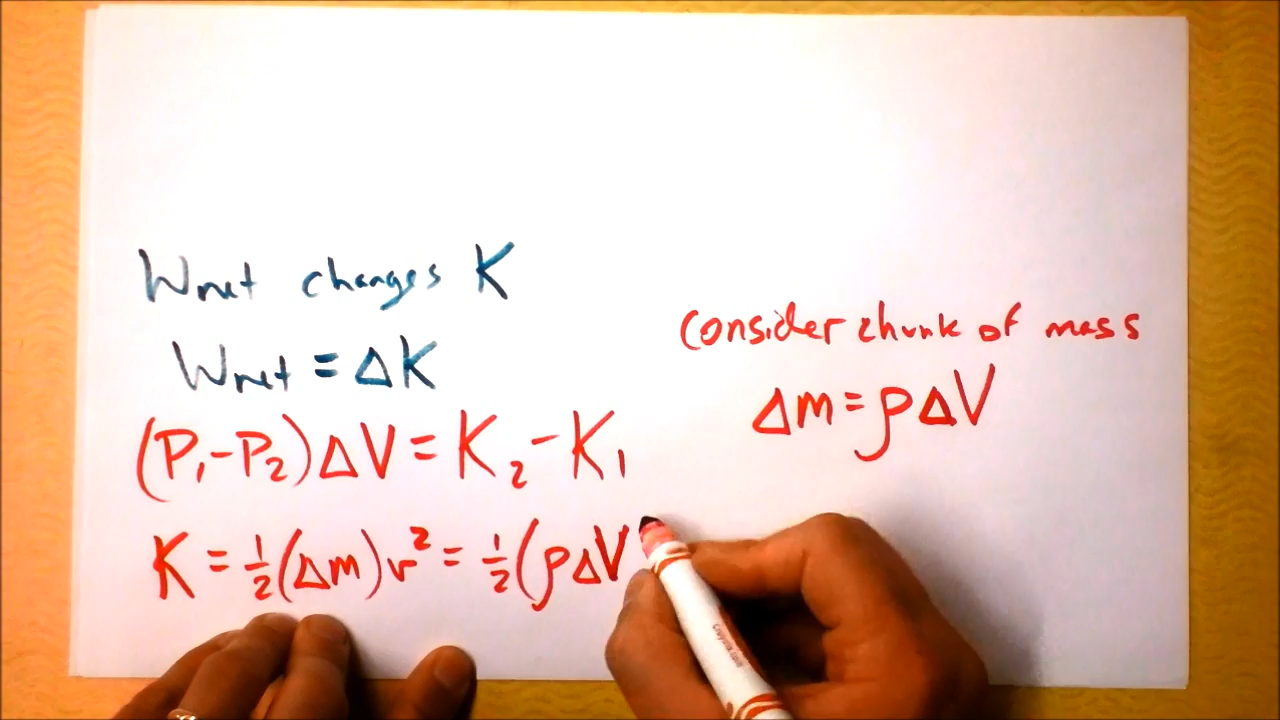 Wnet changes K
Wnet = ΔK
(P₁-P₂)ΔV = K₂ - K₁
K = ½(Δm)v² = ½(ρΔV
consider chunk of mass
Δm = ρΔV